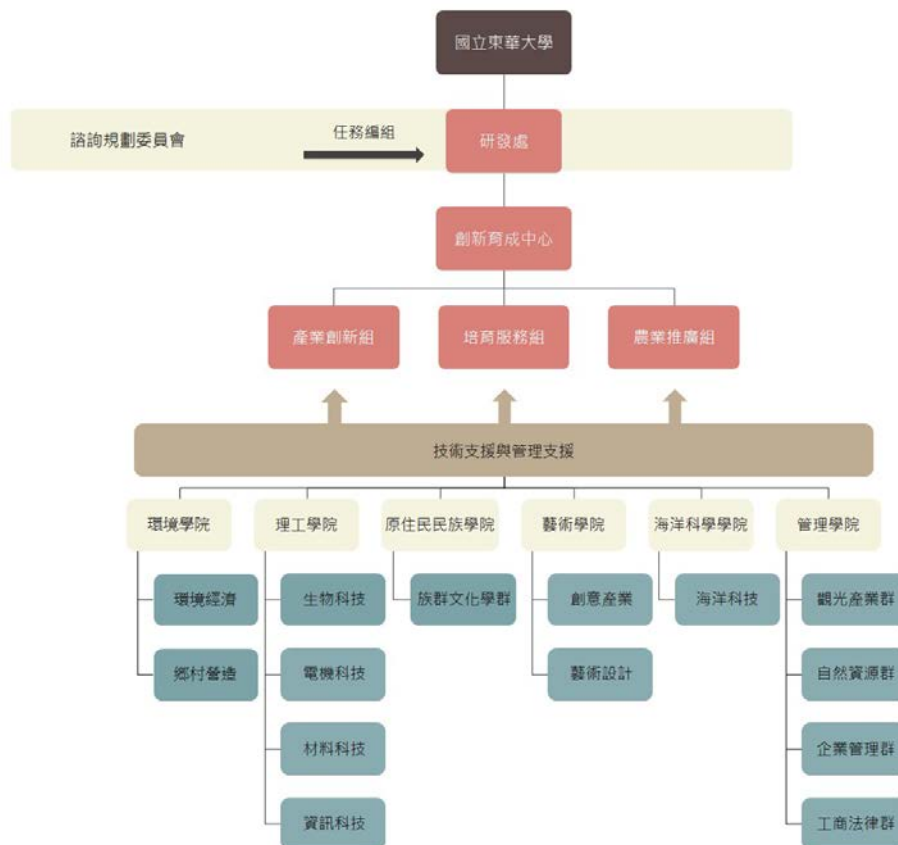 國立東華大學
諮詢規劃委員會
任務編組
研發處
創新育成中心
產業創新組
培育服務組
農業推廣組
技術支援與管理支援
環境學院
理工學院
原住民民族學院
藝術學院
海洋科學學院
管理學院
環境經濟
生物科技
族群文化學群
創意產業
海洋科技
觀光產業群
鄉村營造
電機科技
藝術設計
自然資源群
材料科技
企業管理群
資訊科技
工商法律群